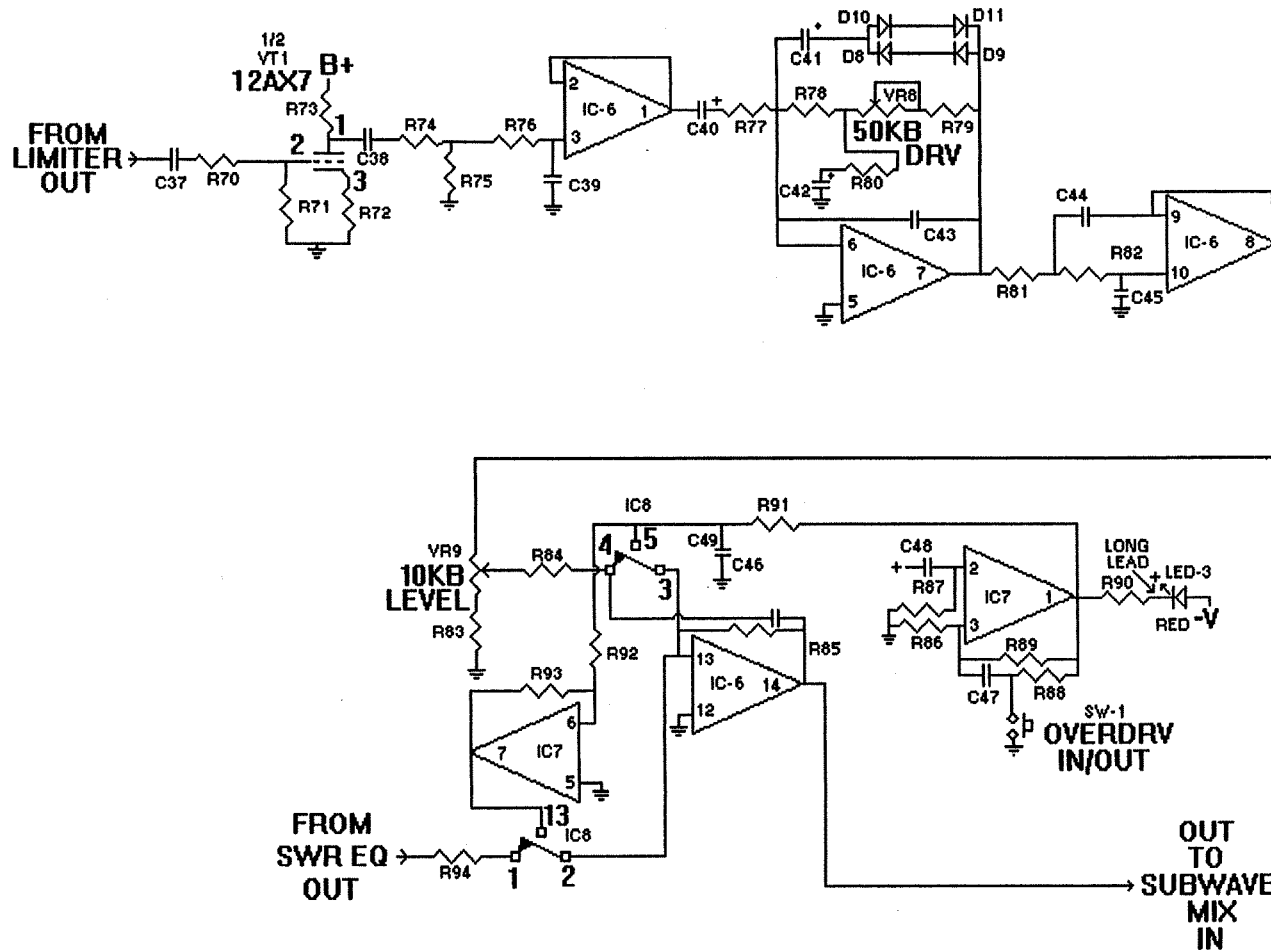 1/2
VT1
12AX7
B+
R73
1
FROM
LIMITER
OUT
C37
R70
2
3
R71
R72
C38
R74
R75
R76
C39
2
3
IC-6
1
C40
+
R77
C41
+
D10
D11
D8
D9
R78
VR8
R79
50KB
DRV
C42
+
R80
C43
6
5
IC-6
7
R81
C44
R82
C45
9
10
IC-6
8
VR9
10KB
LEVEL
R83
R84
IC8
4
5
3
C49
C46
R91
R92
R93
6
5
IC7
7
13
12
IC-6
14
R85
+
C48
R87
R86
2
3
IC7
1
R89
C47
R88
SW-1
OVERDRV
IN/OUT
LONG
LEAD
R90
+
LED-3
RED
-V
FROM
SWR EQ
OUT
R94
13
IC8
1
2
OUT
TO
SUBWAVE
MIX
IN